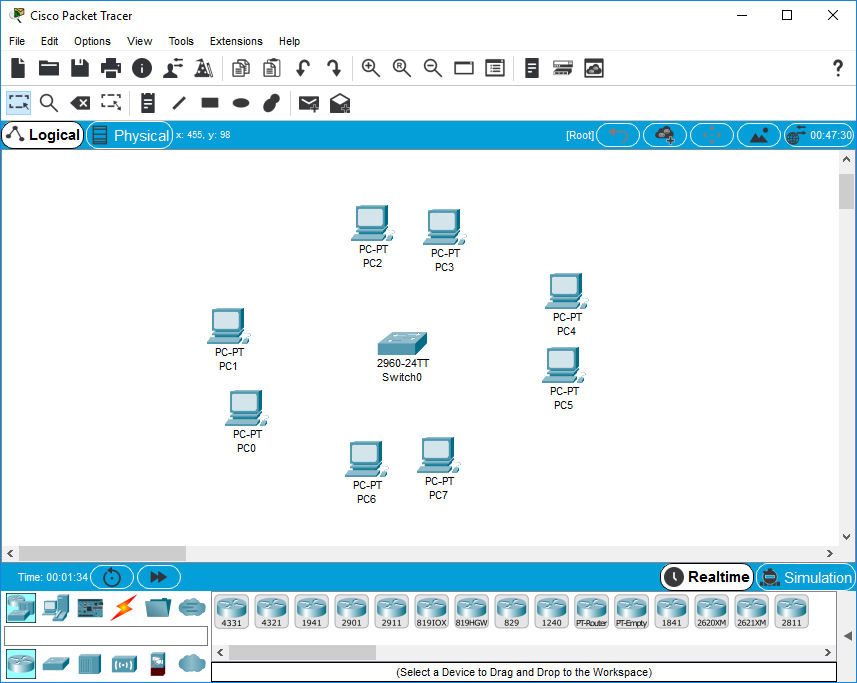 Cisco Packet Tracer
File Edit Options View Tools Extensions Help
R
?
Logical Physical x: 455, y: 98 [Root] 00:47:30
PC-PT
PC2
PC-PT
PC3
PC-PT
PC4
PC-PT
PC1
2960-24TT
Switch0
PC-PT
PC5
PC-PT
PC0
PC-PT
PC6
PC-PT
PC7
Time: 00:01:34 Realtime Simulation
4331 4321 1941 2901 2911 819IOX 819HGW 829 1240 PT-Router PT-Empty 1841 2620XM 2621XM 2811
(Select a Device to Drag and Drop to the Workspace)